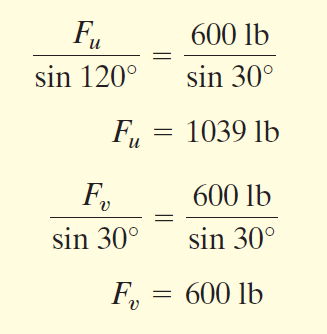 F_u / sin 120° = 600 lb / sin 30°
F_u = 1039 lb
F_v / sin 30° = 600 lb / sin 30°
F_v = 600 lb